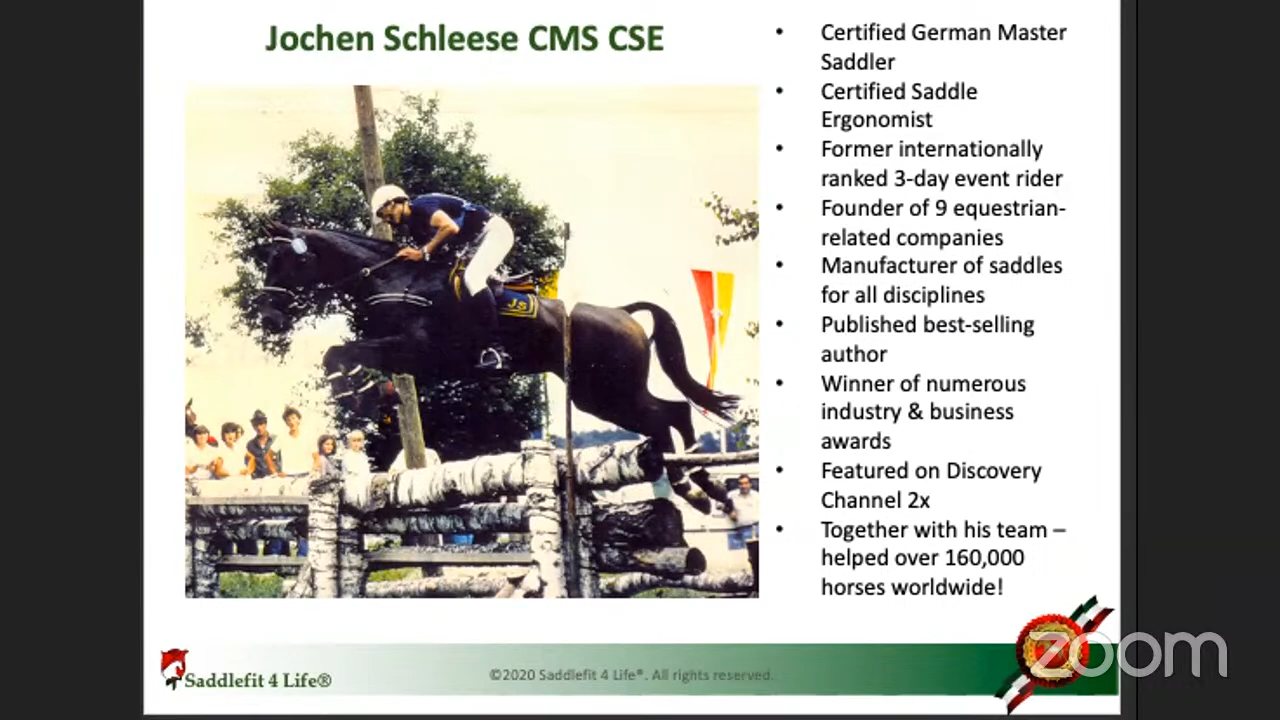 Jochen Schleese CMS CSE
• Certified German Master
Saddler
• Certified Saddle
Ergonomist
• Former internationally
ranked 3-day event rider
• Founder of 9 equestrian-
related companies
• Manufacturer of saddles
for all disciplines
• Published best-selling
author
• Winner of numerous
industry & business
awards
• Featured on Discovery
Channel 2x
• Together with his team –
helped over 160,000
horses worldwide!
JS
Saddlefit 4 Life®
©2020 Saddlefit 4 Life®. All rights reserved.
zoom